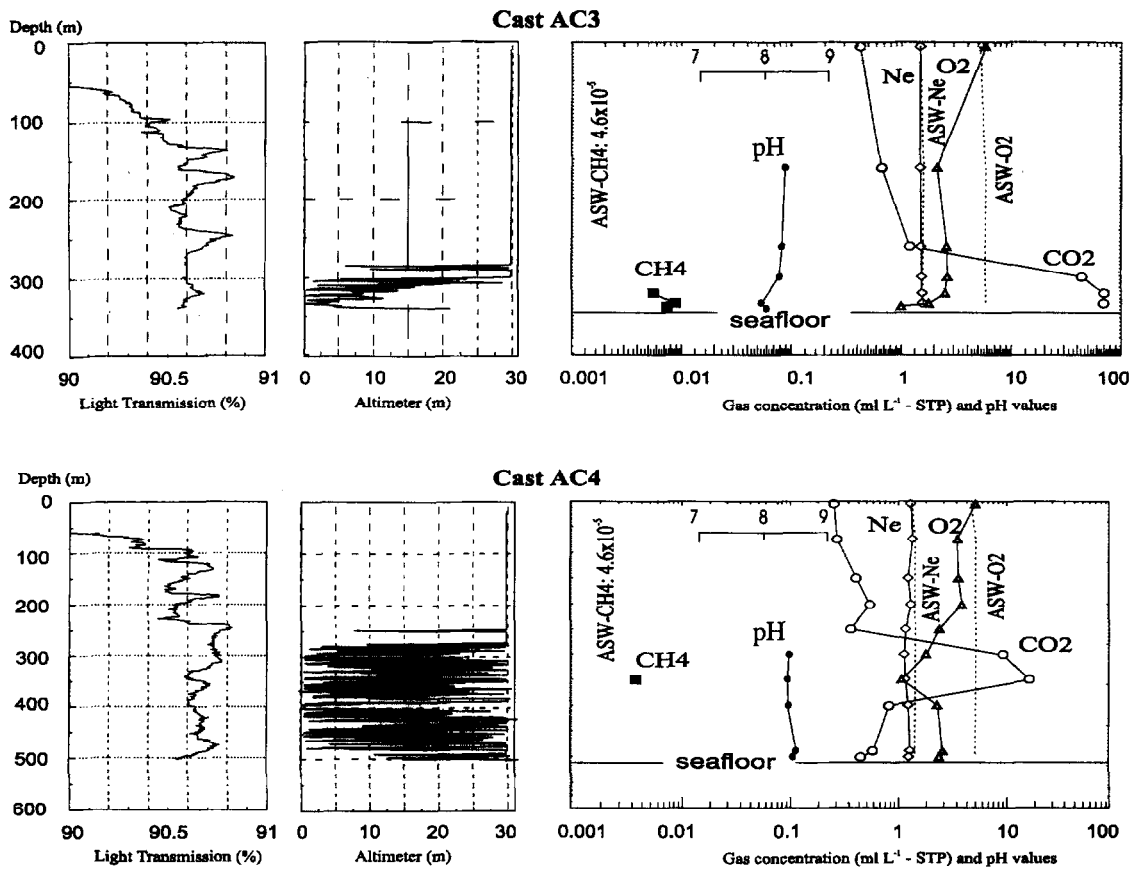 Cast AC3
Depth (m)
0
100
200
300
400
90
90.5
91
Light Transmission (%)
0
10
20
30
Altimeter (m)
7
8
9
ASW-CH4: 4.6x10⁻⁵
Ne
O2
ASW-Ne
ASW-O2
pH
CO2
CH4
seafloor
0.001
0.01
0.1
1
10
100
Gas concentration (ml L⁻¹ - STP) and pH values
Cast AC4
Depth (m)
0
100
200
300
400
500
600
90
90.5
91
Light Transmission (%)
0
10
20
30
Altimeter (m)
7
8
9
ASW-CH4: 4.6x10⁻⁵
Ne
O2
ASW-Ne
ASW-O2
pH
CO2
CH4
seafloor
0.001
0.01
0.1
1
10
100
Gas concentration (ml L⁻¹ - STP) and pH values